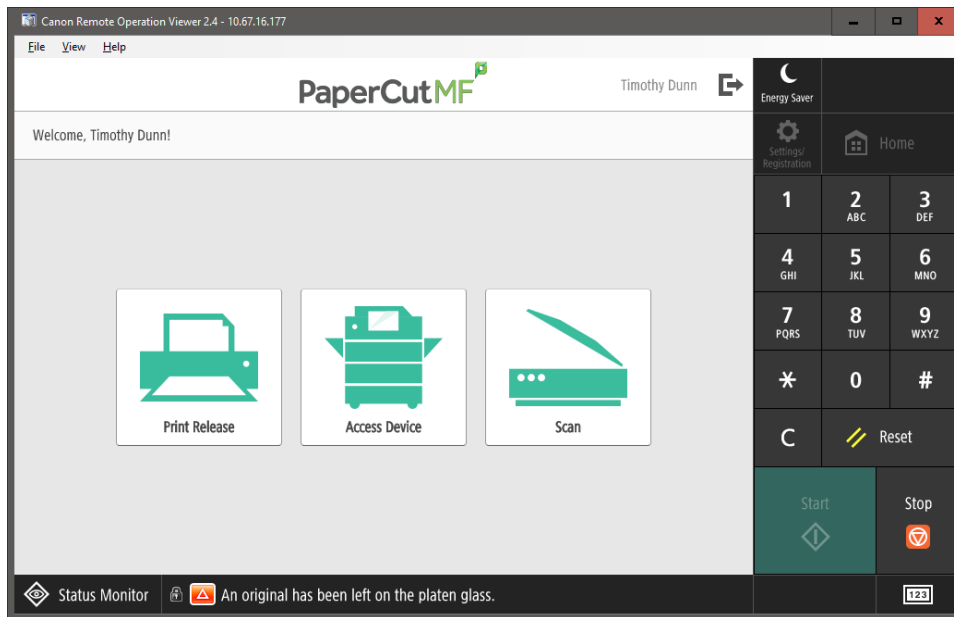 Canon Remote Operation Viewer 2.4 - 10.67.16.177
File View Help
PaperCutMF
Timothy Dunn
Welcome, Timothy Dunn!
Print Release
Access Device
Scan
Energy Saver
Settings/
Registration
Home
1
2
ABC
3
DEF
4
GHI
5
JKL
6
MNO
7
PQRS
8
TUV
9
WXYZ
*
0
#
C
Reset
Start
Stop
Status Monitor
An original has been left on the platen glass.
123